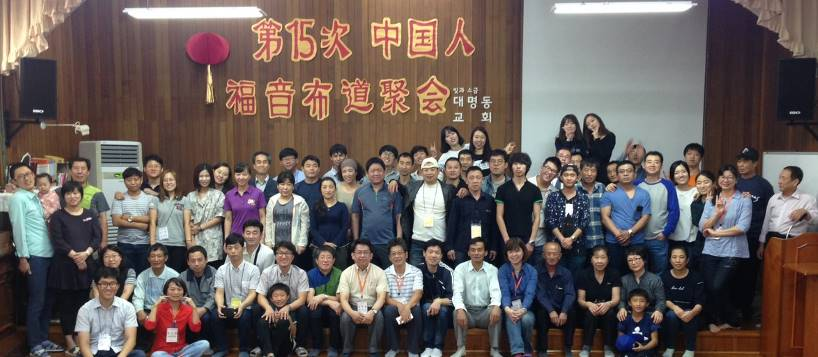 第15次 中国人
福音布道聚会
빛과 소금
대명동
교회